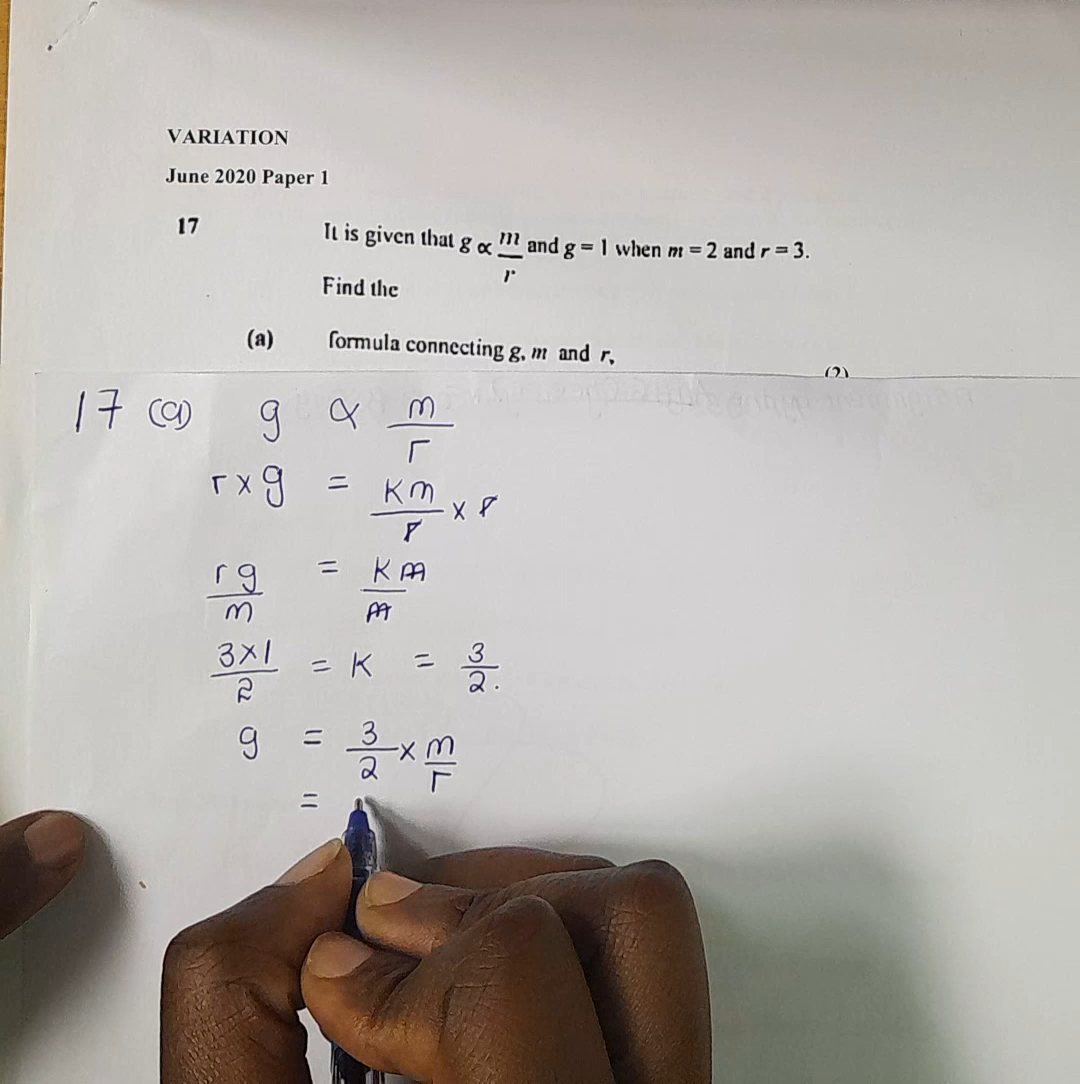 VARIATION
June 2020 Paper 1
17 It is given that g ∝ m/r and g = 1 when m = 2 and r = 3.
Find the
(a) formula connecting g, m and r,
(2)
17 (a) g ∝ m/r
r × g = km/r × r
rg/m = km/m
3×1/2 = K = 3/2.
g = 3/2 × m/r
=